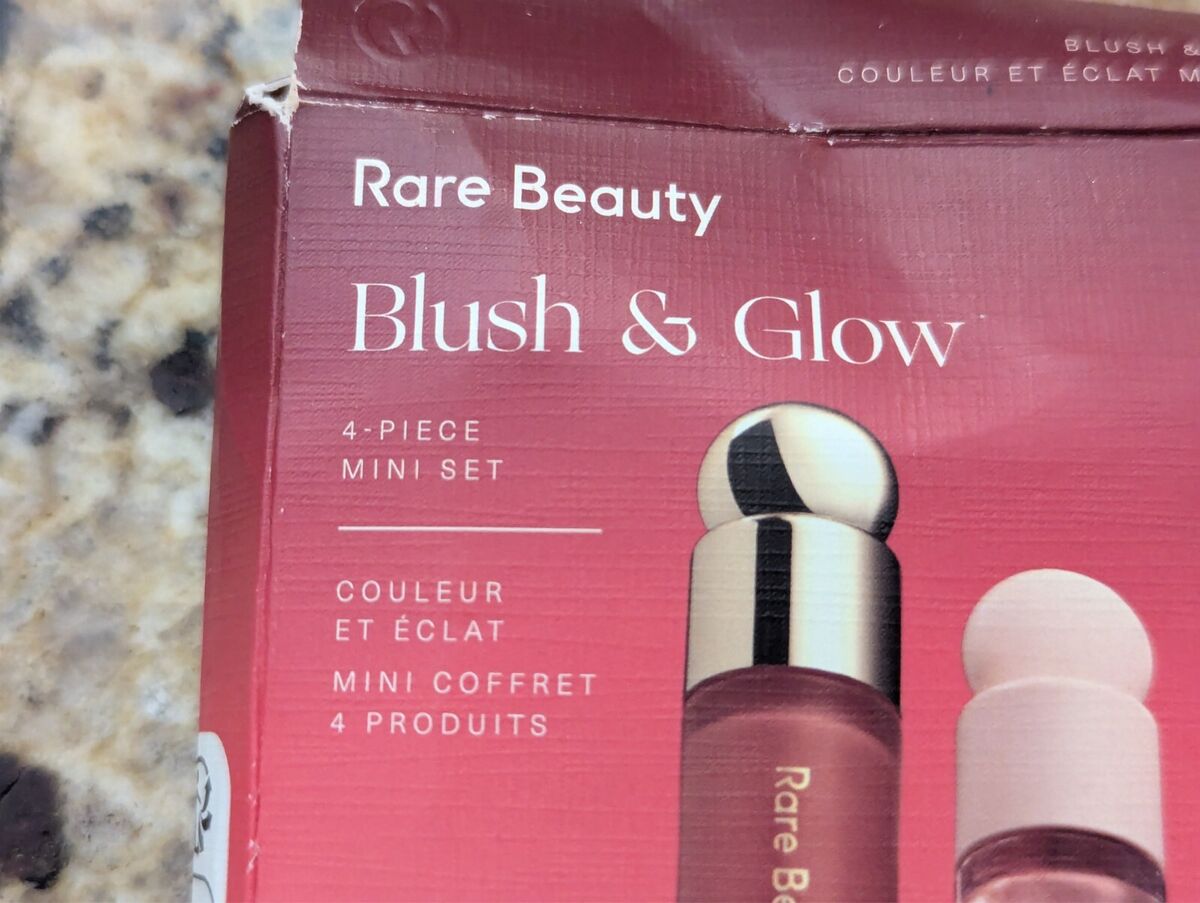 BLUSH &
COULEUR ET ÉCLAT M
Rare Beauty
Blush & Glow
4-PIECE
MINI SET
COULEUR
ET ÉCLAT
MINI COFFRET
4 PRODUITS
Rare Be